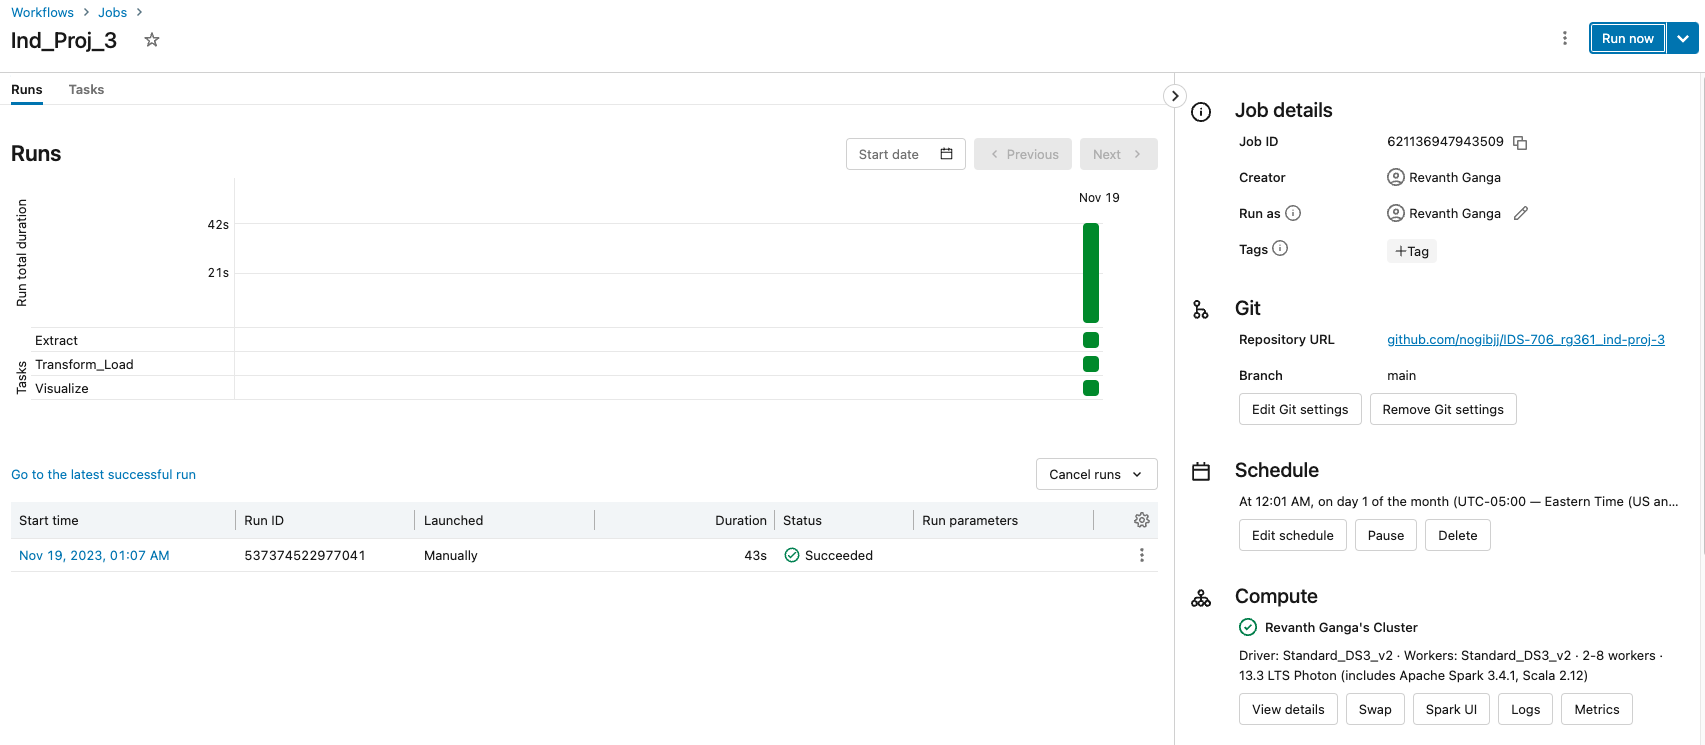 Workflows > Jobs >
Ind_Proj_3
Run now
Runs Tasks
Runs
Start date
Previous
Next
Nov 19
Run total duration
42s
21s
Tasks
Extract
Transform_Load
Visualize
Go to the latest successful run
Cancel runs
Start time Run ID Launched Duration Status Run parameters
Nov 19, 2023, 01:07 AM 537374522977041 Manually 43s Succeeded
Job details
Job ID 621136947943509
Creator Revanth Ganga
Run as Revanth Ganga
Tags +Tag
Git
Repository URL github.com/nogibjj/IDS-706_rg361_ind-proj-3
Branch main
Edit Git settings Remove Git settings
Schedule
At 12:01 AM, on day 1 of the month (UTC-05:00 — Eastern Time (US an...
Edit schedule Pause Delete
Compute
Revanth Ganga's Cluster
Driver: Standard_DS3_v2 · Workers: Standard_DS3_v2 · 2-8 workers ·
13.3 LTS Photon (includes Apache Spark 3.4.1, Scala 2.12)
View details Swap Spark UI Logs Metrics